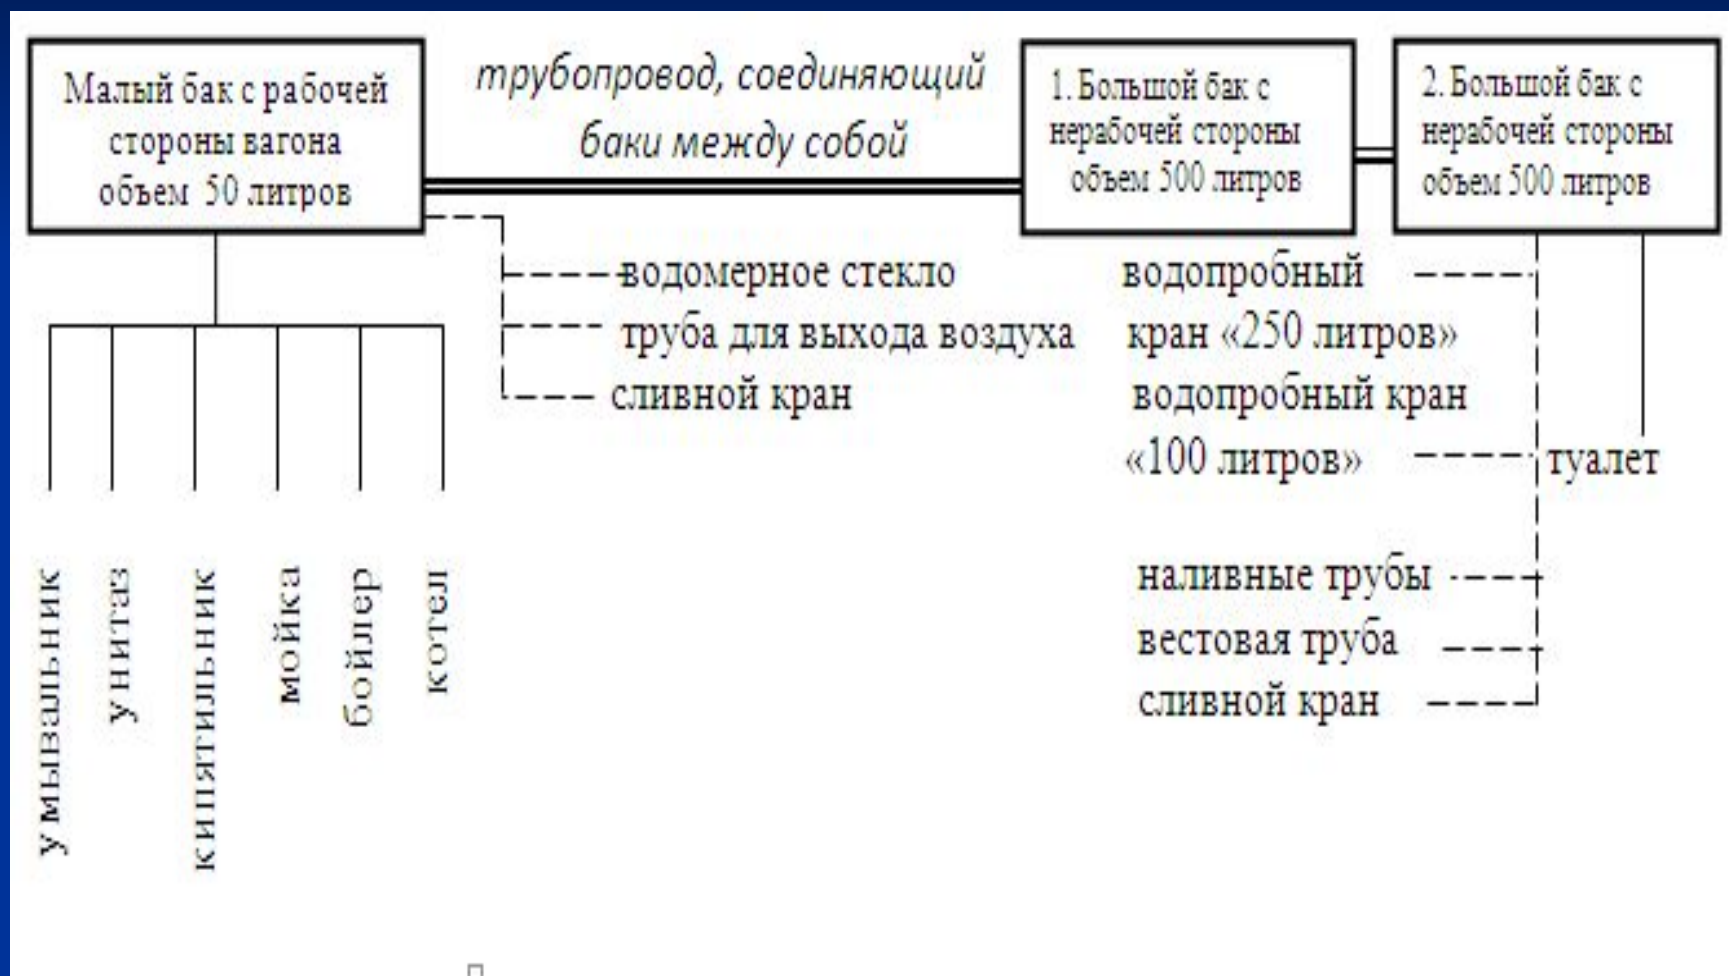 Малый бак с рабочей
стороны вагона
объем 50 литров
трубопровод, соединяющий
баки между собой
1. Большой бак с
нерабочей стороны
объем 500 литров
2. Большой бак с
нерабочей стороны
объем 500 литров
водомерное стекло
труба для выхода воздуха
сливной кран
водопробный
кран «250 литров»
водопробный кран
«100 литров»
туалет
наливные трубы
вестовая труба
сливной кран
умывальник
унитаз
кипятильник
мойка
бойлер
котел